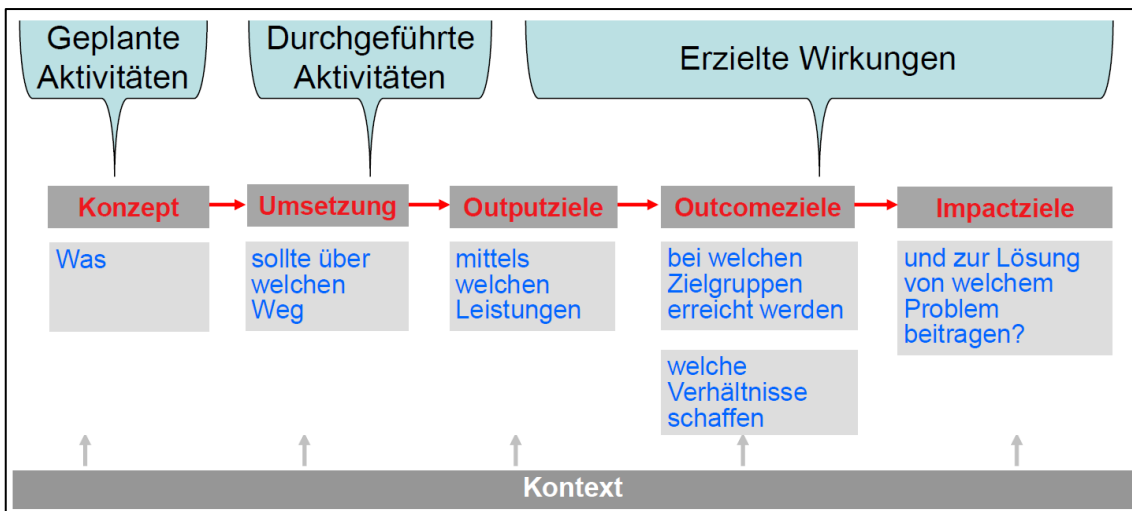 Geplante
Aktivitäten
Durchgeführte
Aktivitäten
Erzielte Wirkungen
Konzept
Umsetzung
Outputziele
Outcomeziele
Impactziele
Was
sollte über
welchen
Weg
mittels
welchen
Leistungen
bei welchen
Zielgruppen
erreicht werden
welche
Verhältnisse
schaffen
und zur Lösung
von welchem
Problem
beitragen?
Kontext